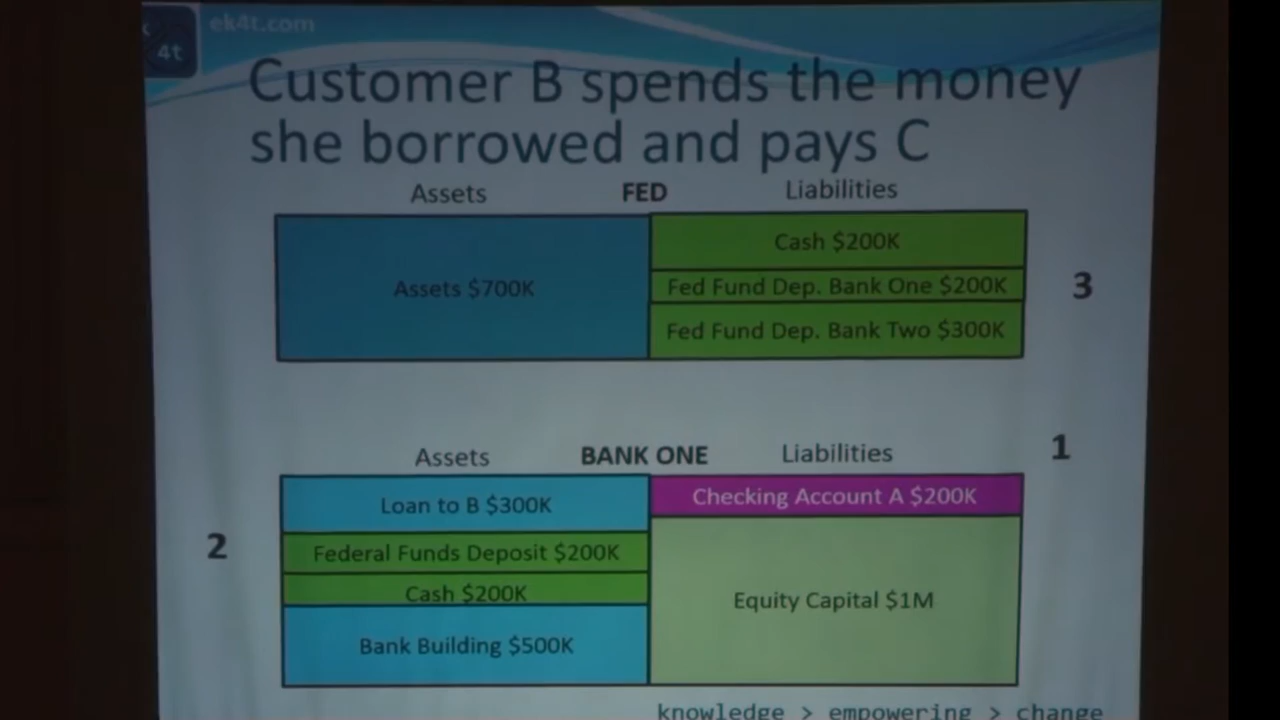 ek4t.com
4t
Customer B spends the money
she borrowed and pays C
Assets FED Liabilities
Assets $700K
Cash $200K
Fed Fund Dep. Bank One $200K
Fed Fund Dep. Bank Two $300K
3
Assets BANK ONE Liabilities
1
Loan to B $300K
Federal Funds Deposit $200K
Cash $200K
Bank Building $500K
2
Checking Account A $200K
Equity Capital $1M
knowledge > empowering > change